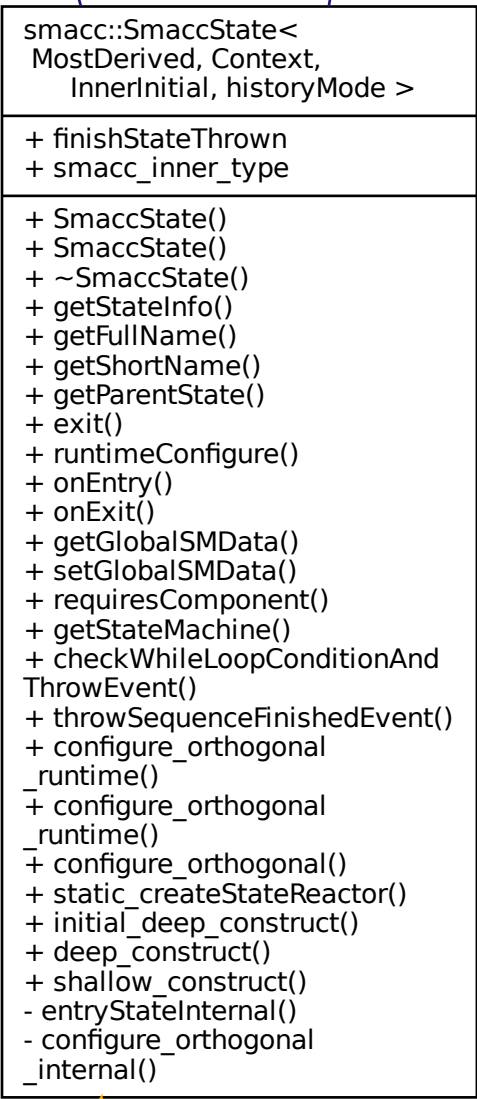 smacc::SmaccState<
MostDerived, Context,
InnerInitial, historyMode >
+ finishStateThrown
+ smacc_inner_type
+ SmaccState()
+ SmaccState()
+ ~SmaccState()
+ getStateInfo()
+ getFullName()
+ getShortName()
+ getParentState()
+ exit()
+ runtimeConfigure()
+ onEntry()
+ onExit()
+ getGlobalSMData()
+ setGlobalSMData()
+ requiresComponent()
+ getStateMachine()
+ checkWhileLoopConditionAnd
ThrowEvent()
+ throwSequenceFinishedEvent()
+ configure_orthogonal
_runtime()
+ configure_orthogonal
_runtime()
+ configure_orthogonal()
+ static_createStateReactor()
+ initial_deep_construct()
+ deep_construct()
+ shallow_construct()
- entryStateInternal()
- configure_orthogonal
_internal()